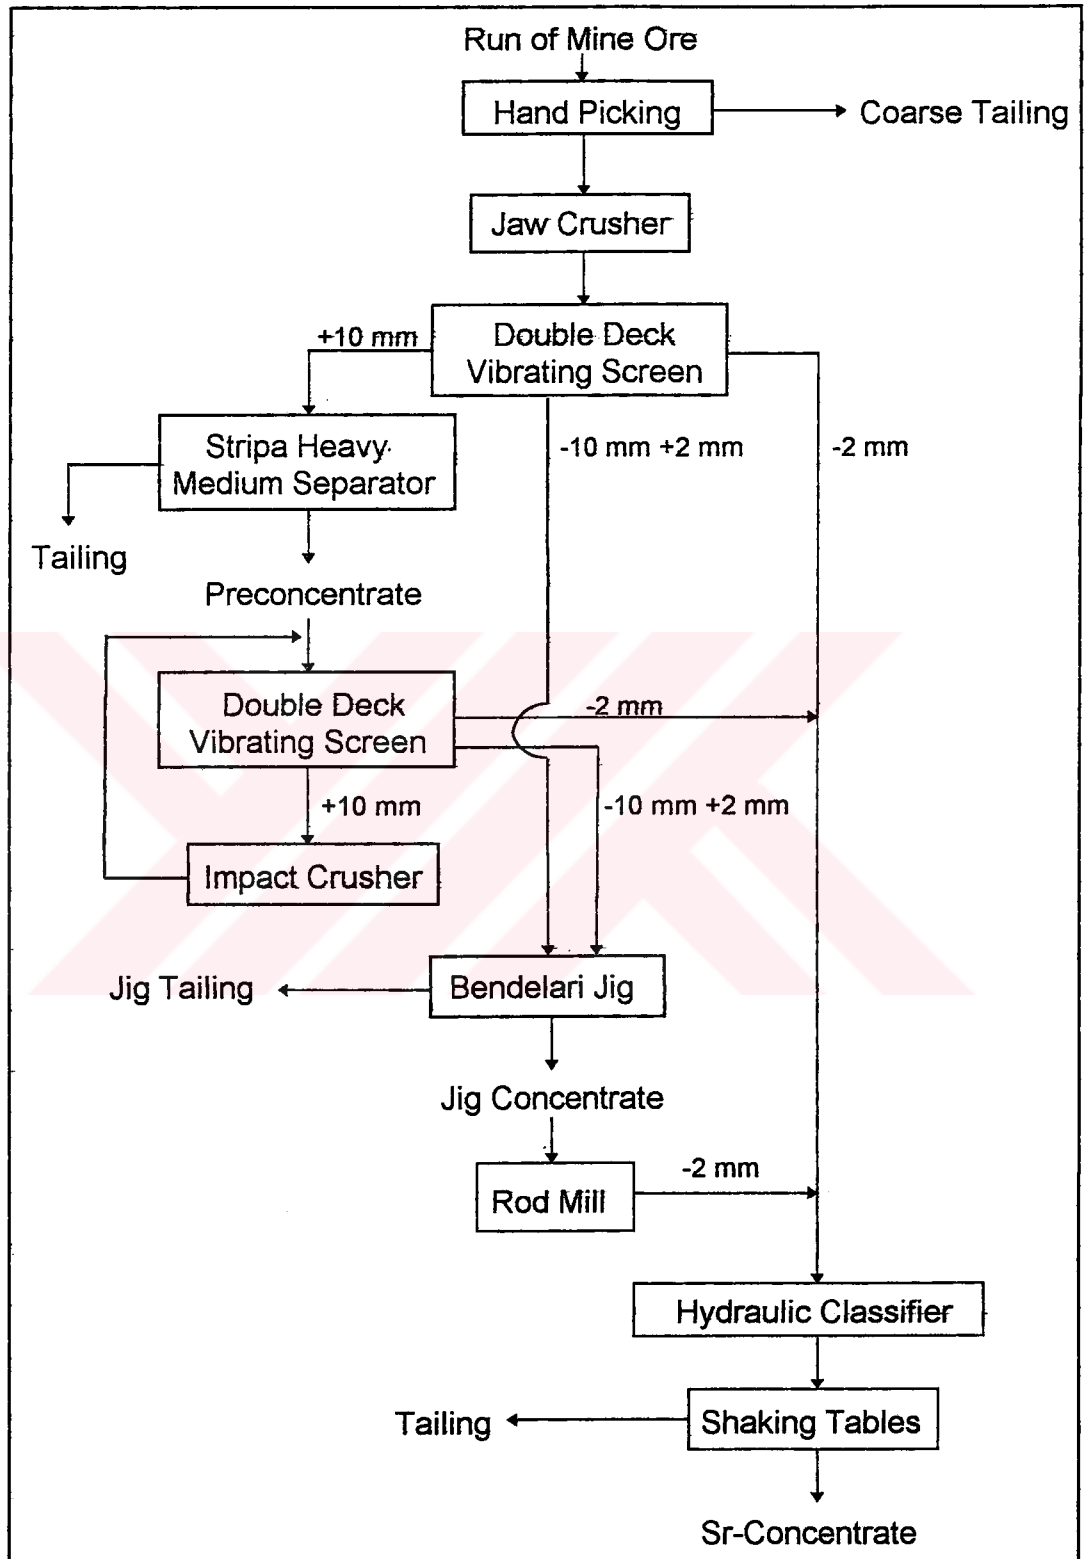 Run of Mine Ore
Hand Picking
Coarse Tailing
Jaw Crusher
Double Deck
Vibrating Screen
+10 mm
-10 mm +2 mm
-2 mm
Stripa Heavy
Medium Separator
Tailing
Preconcentrate
Double Deck
Vibrating Screen
-2 mm
+10 mm
-10 mm +2 mm
Impact Crusher
Jig Tailing
Bendelari Jig
Jig Concentrate
Rod Mill
-2 mm
Hydraulic Classifier
Tailing
Shaking Tables
Sr-Concentrate